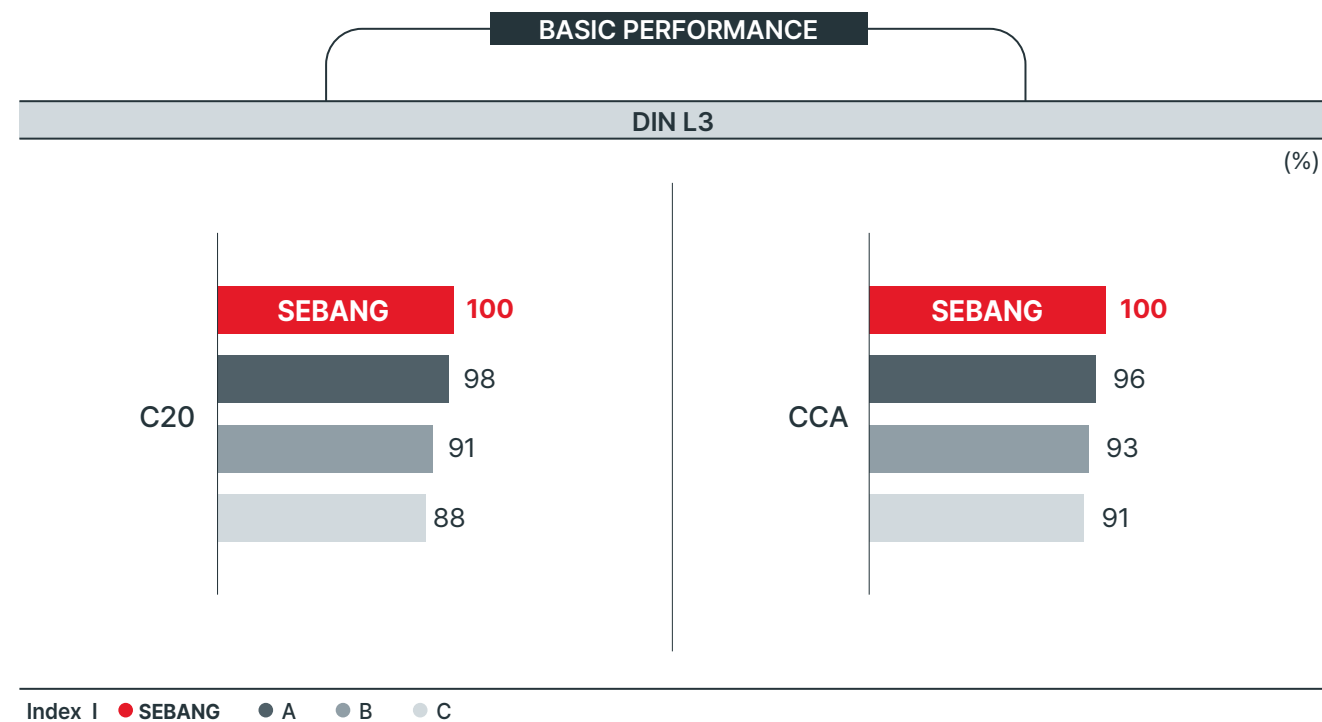 BASIC PERFORMANCE
DIN L3
(%)
C20
SEBANG 100
98
91
88
CCA
SEBANG 100
96
93
91
Index I SEBANG A B C